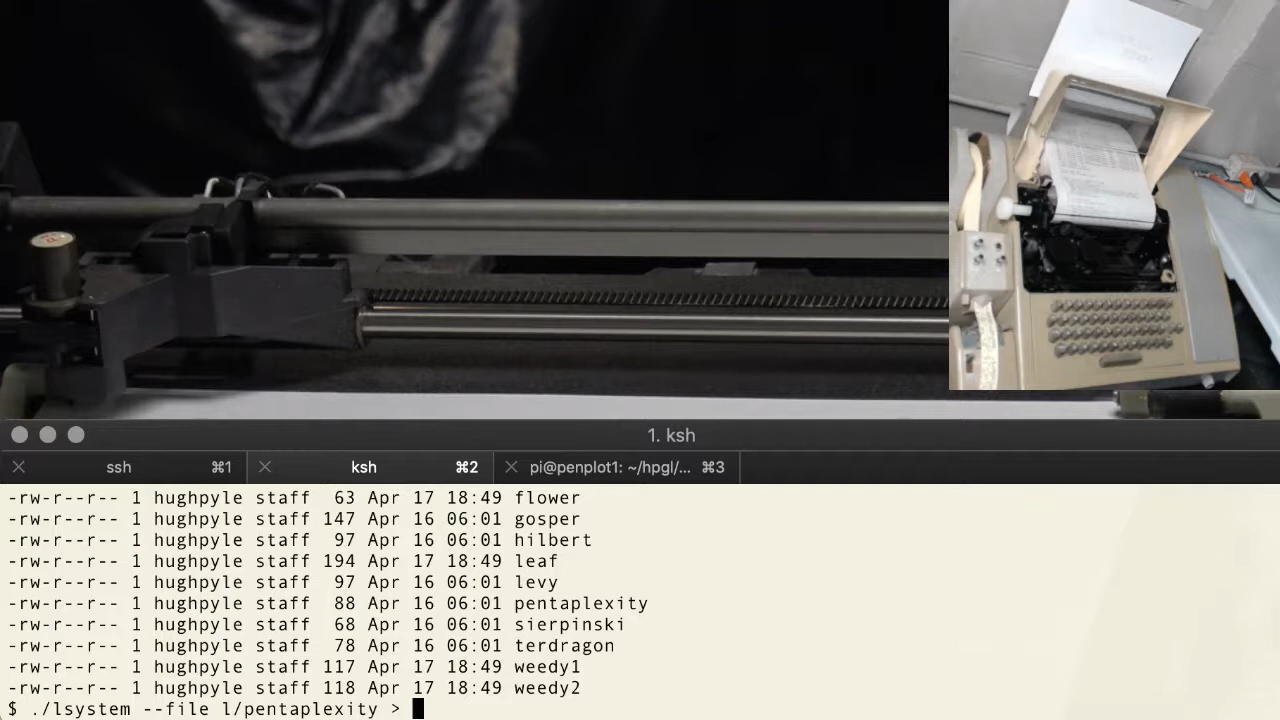 1. ksh
ssh ⌘1 ksh ⌘2 pi@penplot1: ~/hpgl/... ⌘3
-rw-r--r-- 1 hughpyle staff 63 Apr 17 18:49 flower
-rw-r--r-- 1 hughpyle staff 147 Apr 16 06:01 gosper
-rw-r--r-- 1 hughpyle staff 97 Apr 16 06:01 hilbert
-rw-r--r-- 1 hughpyle staff 194 Apr 17 18:49 leaf
-rw-r--r-- 1 hughpyle staff 97 Apr 16 06:01 levy
-rw-r--r-- 1 hughpyle staff 88 Apr 16 06:01 pentaplexity
-rw-r--r-- 1 hughpyle staff 68 Apr 16 06:01 sierpinski
-rw-r--r-- 1 hughpyle staff 78 Apr 16 06:01 terdragon
-rw-r--r-- 1 hughpyle staff 117 Apr 17 18:49 weedy1
-rw-r--r-- 1 hughpyle staff 118 Apr 17 18:49 weedy2
$ ./lsystem --file l/pentaplexity >